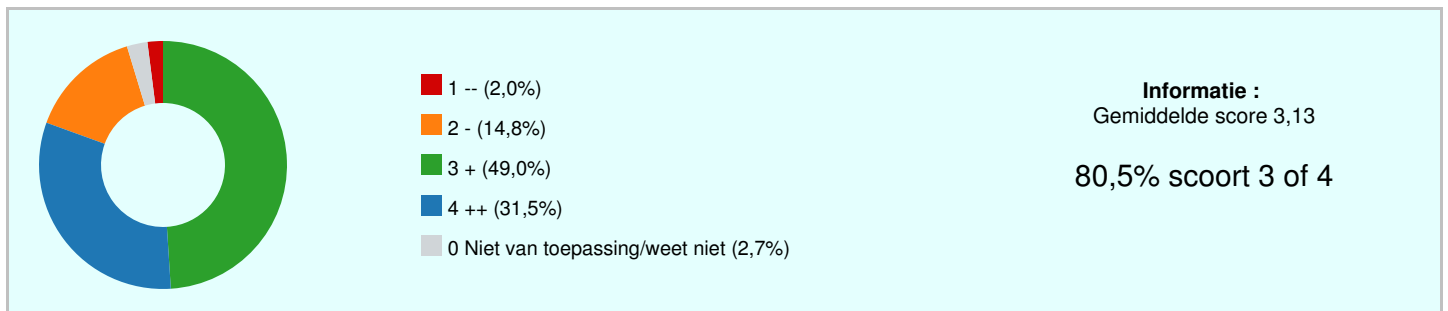 1 -- (2,0%)
2 - (14,8%)
3 + (49,0%)
4 ++ (31,5%)
0 Niet van toepassing/weet niet (2,7%)
Informatie :
Gemiddelde score 3,13
80,5% scoort 3 of 4